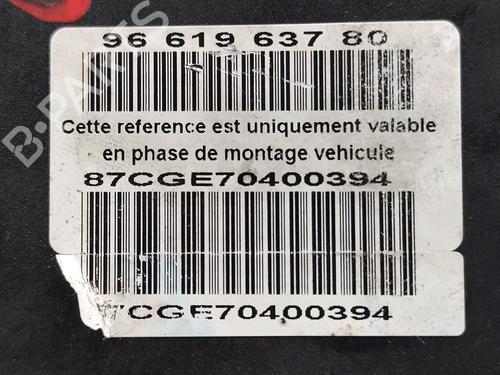 96 619 637 80
Cette reference est uniquement valable
en phase de montage vehicule
87CGE70400394
7CGE70400394
B-PARTS